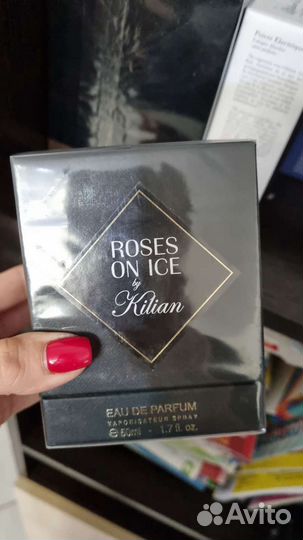 ROSES
ON ICE
by
Kilian
EAU DE PARFUM
VAPORISATEUR SPRAY
e 50ml - 1.7 fl. oz.
Avito